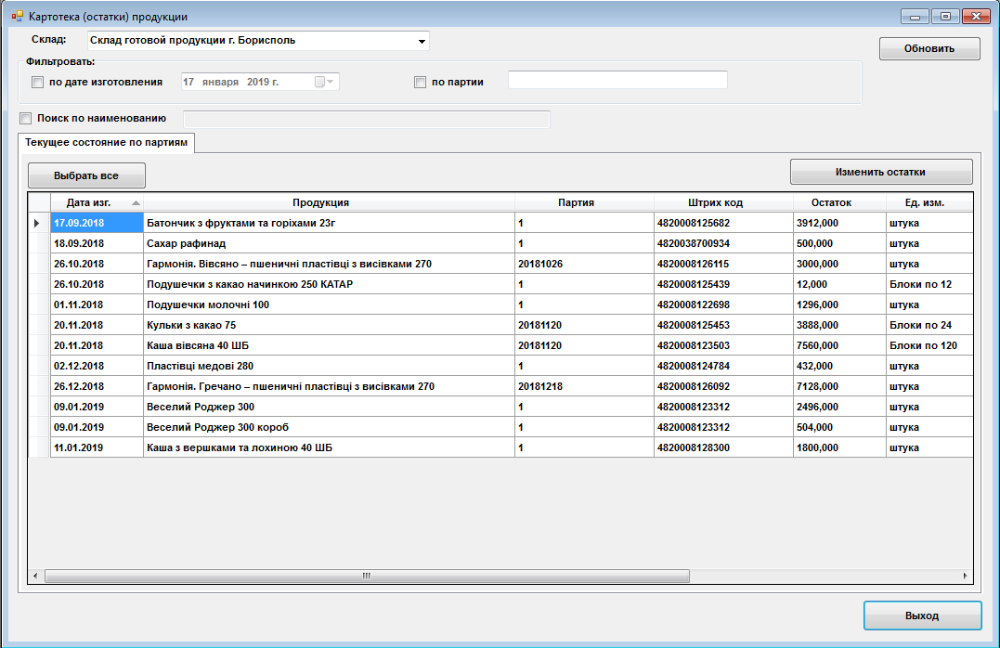 Картотека (остатки) продукции
Склад: Склад готовой продукции г. Борисполь
Обновить
Фильтровать:
по дате изготовления 17 января 2019 г. по партии
Поиск по наименованию
Текущее состояние по партиям
Выбрать все Изменить остатки
Дата изг. Продукция Партия Штрих код Остаток Ед. изм.
17.09.2018 Батончик з фруктами та горіхами 23г 1 4820008125682 3912,000 штука
18.09.2018 Сахар рафинад 1 4820038700934 500,000 штука
26.10.2018 Гармонія. Вівсяно – пшеничні пластівці з висівками 270 20181026 4820008126115 3000,000 штука
26.10.2018 Подушечки з какао начинкою 250 КАТАР 1 4820008125439 12,000 Блоки по 12
01.11.2018 Подушечки молочні 100 1 4820008122698 1296,000 штука
20.11.2018 Кульки з какао 75 20181120 4820008125453 3888,000 Блоки по 24
20.11.2018 Каша вівсяна 40 ШБ 20181120 4820008123503 7560,000 Блоки по 120
02.12.2018 Пластівці медові 280 1 4820008124784 432,000 штука
26.12.2018 Гармонія. Гречано – пшеничні пластівці з висівками 270 20181218 4820008126092 7128,000 штука
09.01.2019 Веселий Роджер 300 1 4820008123312 2496,000 штука
09.01.2019 Веселий Роджер 300 короб 1 4820008123312 504,000 штука
11.01.2019 Каша з вершками та лохиною 40 ШБ 1 4820008128300 1800,000 штука
Выход